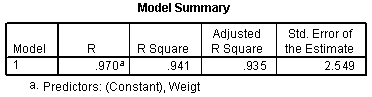 Model Summary
Model R R Square Adjusted R Square Std. Error of the Estimate
1 .970a .941 .935 2.549
a. Predictors: (Constant), Weigt